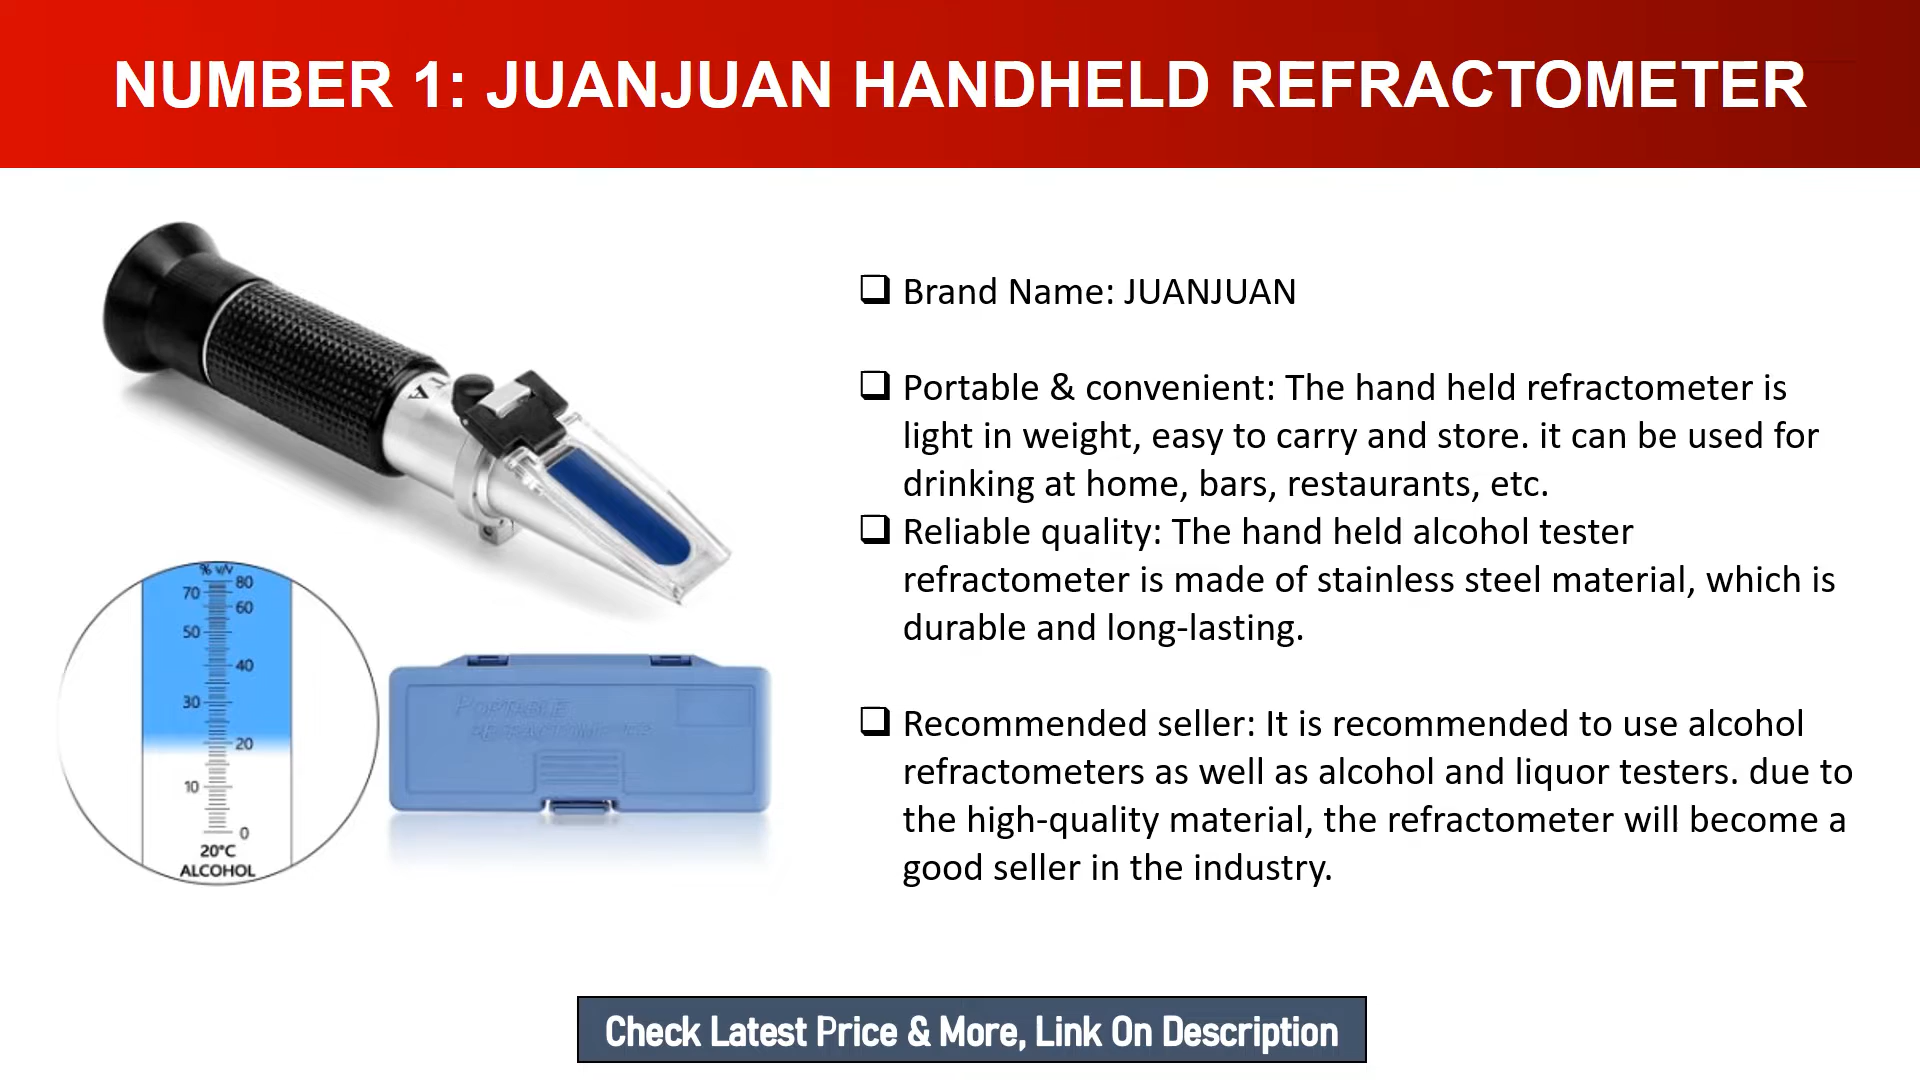 NUMBER 1: JUANJUAN HANDHELD REFRACTOMETER
❑ Brand Name: JUANJUAN
❑ Portable & convenient: The hand held refractometer is
light in weight, easy to carry and store. it can be used for
drinking at home, bars, restaurants, etc.
❑ Reliable quality: The hand held alcohol tester
refractometer is made of stainless steel material, which is
durable and long-lasting.
❑ Recommended seller: It is recommended to use alcohol
refractometers as well as alcohol and liquor testers. due to
the high-quality material, the refractometer will become a
good seller in the industry.
A
% v/v
80
70
60
50
40
30
20
10
0
20°C
ALCOHOL
PORTABLE
REFRACTOMETER
Check Latest Price & More, Link On Description